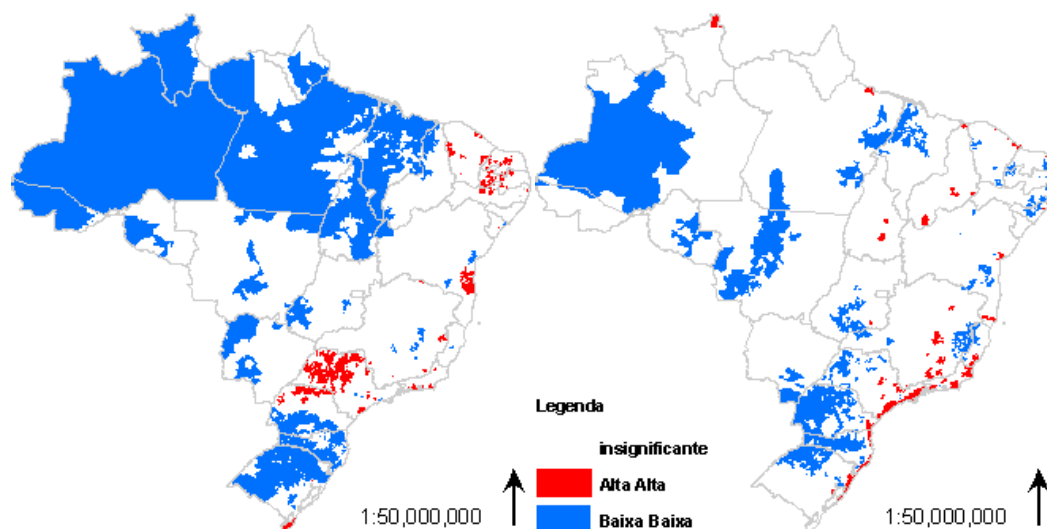 Legenda
insignificante
Alta Alta
Baixa Baixa
1:50,000,000
1:50,000,000